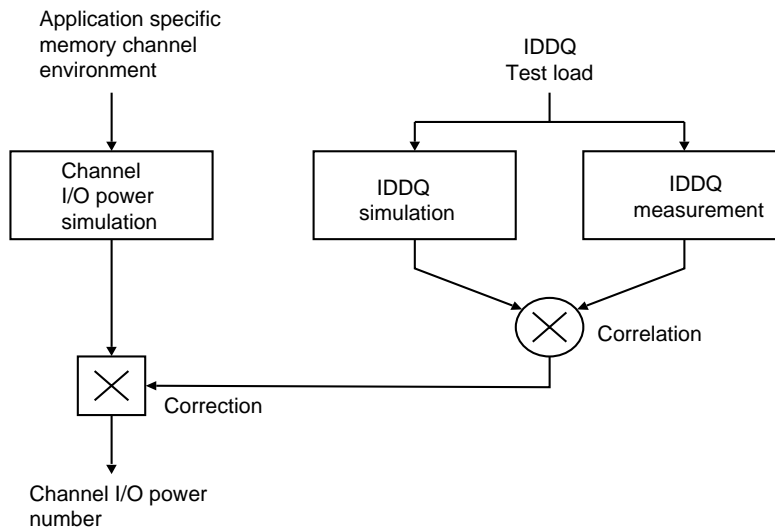 Application specific
memory channel
environment
IDDQ
Test load
Channel
I/O power
simulation
IDDQ
simulation
IDDQ
measurement
Correlation
Correction
Channel I/O power
number